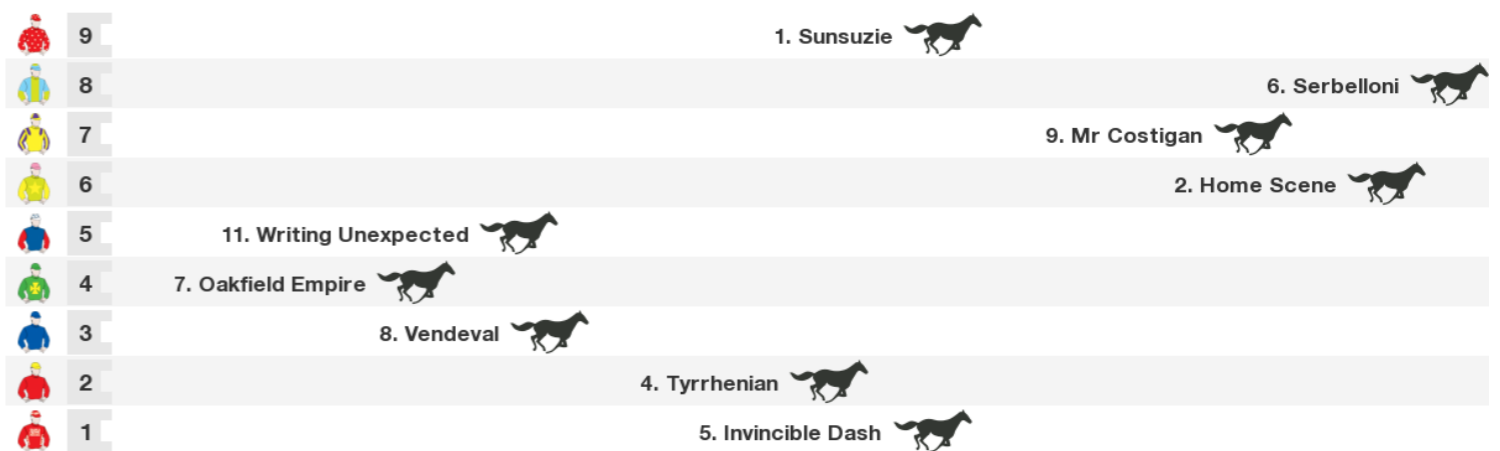 9 1. Sunsuzie
8 6. Serbelloni
7 9. Mr Costigan
6 2. Home Scene
5 11. Writing Unexpected
4 7. Oakfield Empire
3 8. Vendeval
2 4. Tyrrhenian
1 5. Invincible Dash